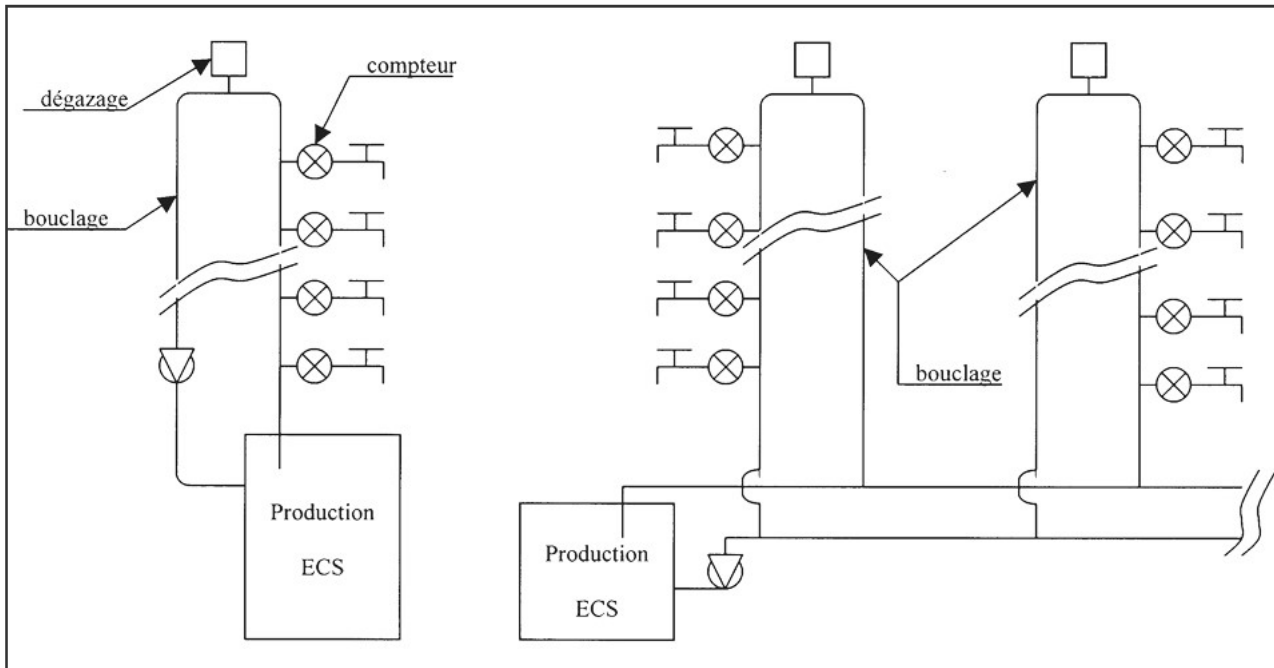 compteur
dégazage
bouclage
bouclage
Production
ECS
Production
ECS